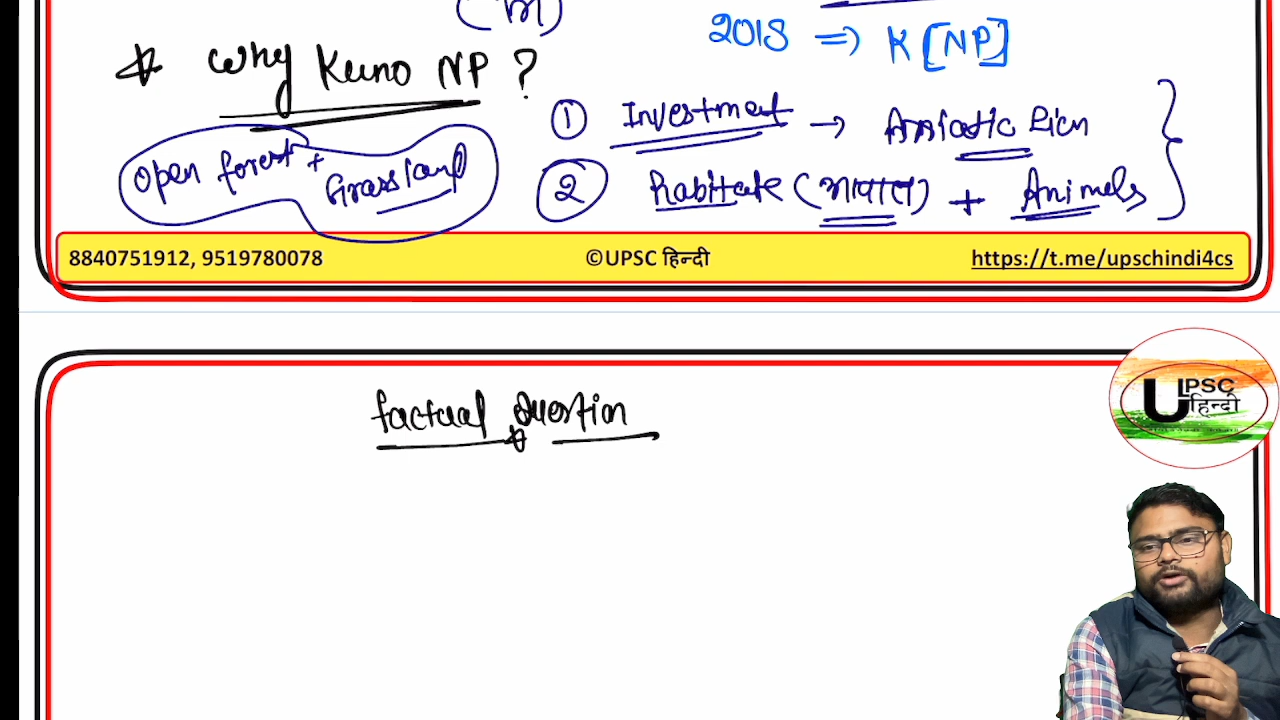 (m)
2018 ⇒ K [NP]
* Why Kuno NP ?
Open forest + Grassland
① Investment → Asiatic Lion
② Habitate (आवास) + Animals
8840751912, 9519780078
©UPSC हिन्दी
https://t.me/upschindi4cs
factual Question
UPSC
हिन्दी